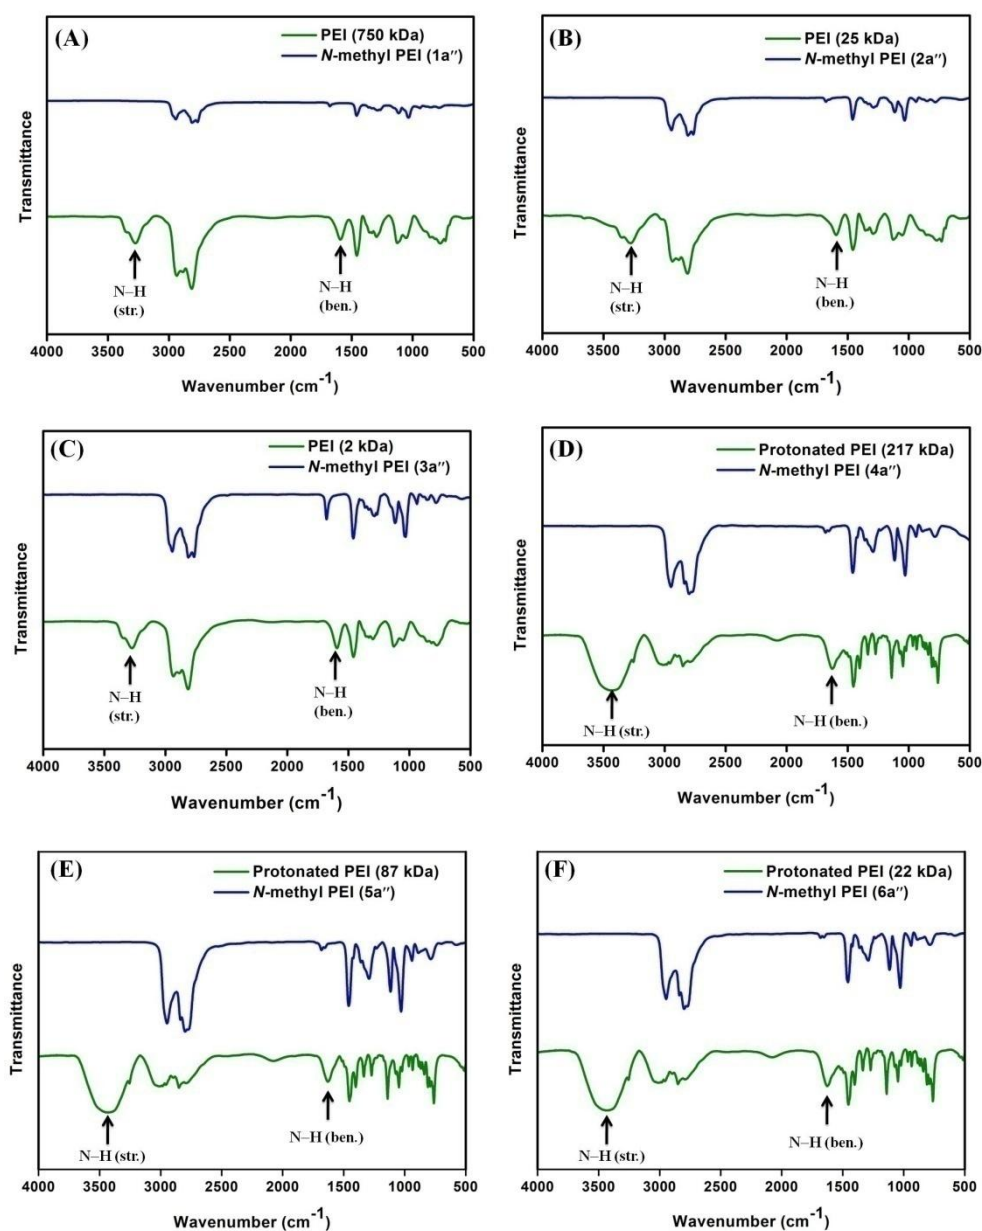 (A)
PEI (750 kDa)
N-methyl PEI (1a″)
Transmittance
N–H
(str.)
N–H
(ben.)
4000 3500 3000 2500 2000 1500 1000 500
Wavenumber (cm-1)
(B)
PEI (25 kDa)
N-methyl PEI (2a″)
Transmittance
N–H
(str.)
N–H
(ben.)
4000 3500 3000 2500 2000 1500 1000 500
Wavenumber (cm-1)
(C)
PEI (2 kDa)
N-methyl PEI (3a″)
Transmittance
N–H
(str.)
N–H
(ben.)
4000 3500 3000 2500 2000 1500 1000 500
Wavenumber (cm-1)
(D)
Protonated PEI (217 kDa)
N-methyl PEI (4a″)
Transmittance
N–H (str.)
N–H (ben.)
4000 3500 3000 2500 2000 1500 1000 500
Wavenumber (cm-1)
(E)
Protonated PEI (87 kDa)
N-methyl PEI (5a″)
Transmittance
N–H (str.)
N–H (ben.)
4000 3500 3000 2500 2000 1500 1000 500
Wavenumber (cm-1)
(F)
Protonated PEI (22 kDa)
N-methyl PEI (6a″)
Transmittance
N–H (str.)
N–H (ben.)
4000 3500 3000 2500 2000 1500 1000 500
Wavenumber (cm-1)